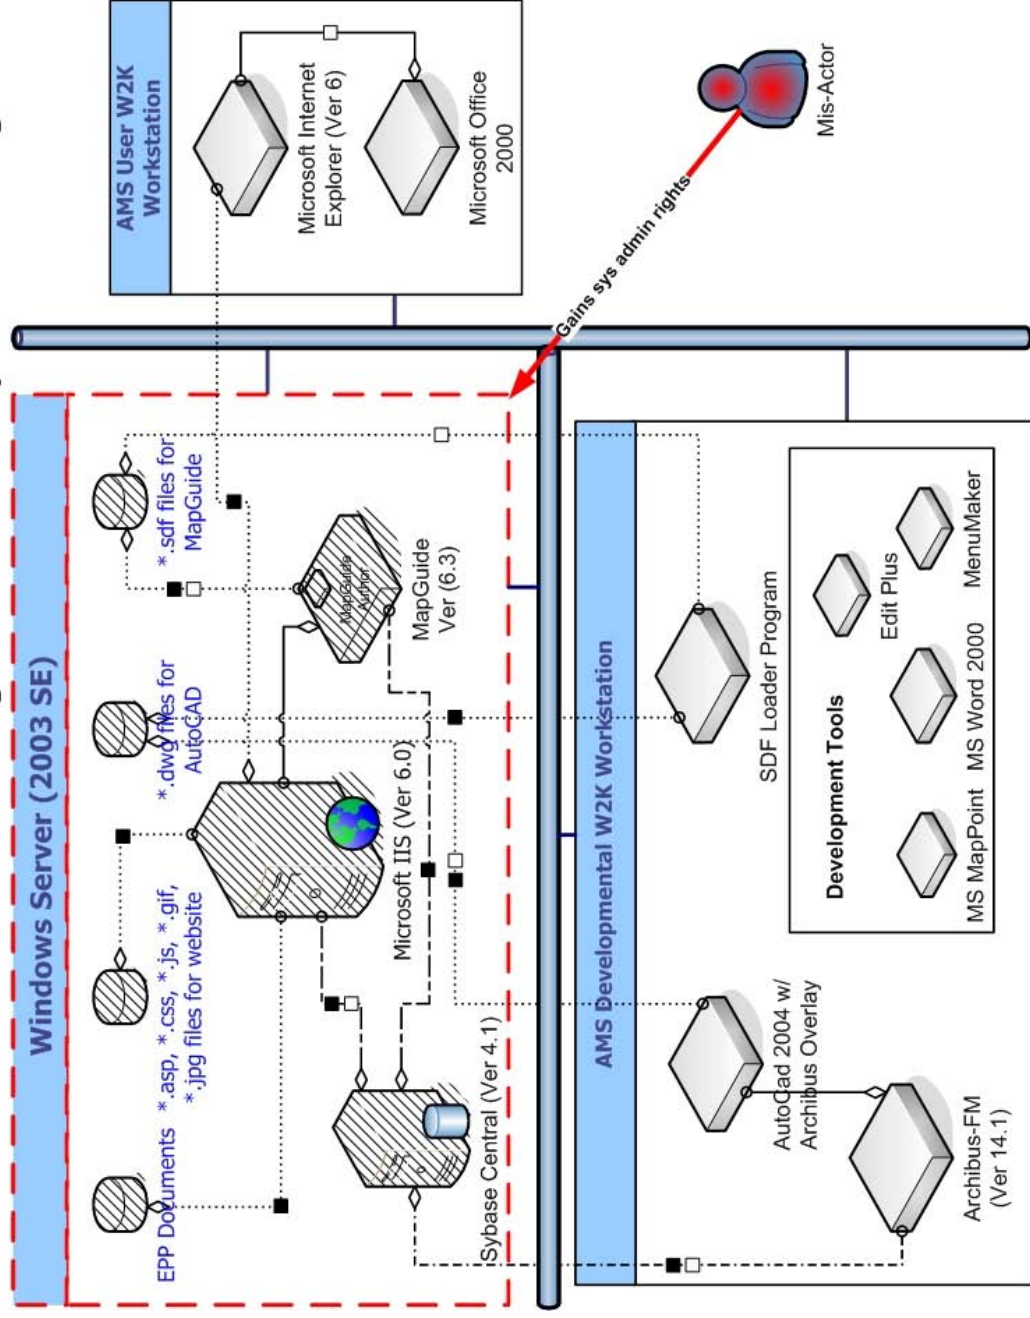 Windows Server (2003 SE)
EPP Documents
*.asp, *.css, *.js, *.gif,
*.jpg files for website
*.dwg files for
AutoCAD
*.sdf files for
MapGuide
Microsoft IIS (Ver 6.0)
MapGuide
Author
MapGuide
Ver (6.3)
Sybase Central (Ver 4.1)
AMS User W2K
Workstation
Microsoft Internet
Explorer (Ver 6)
Microsoft Office
2000
Gains sys admin rights
Mis-Actor
AMS Developmental W2K Workstation
AutoCad 2004 w/
Archibus Overlay
Archibus-FM
(Ver 14.1)
SDF Loader Program
Development Tools
Edit Plus
MS MapPoint
MS Word 2000
MenuMaker